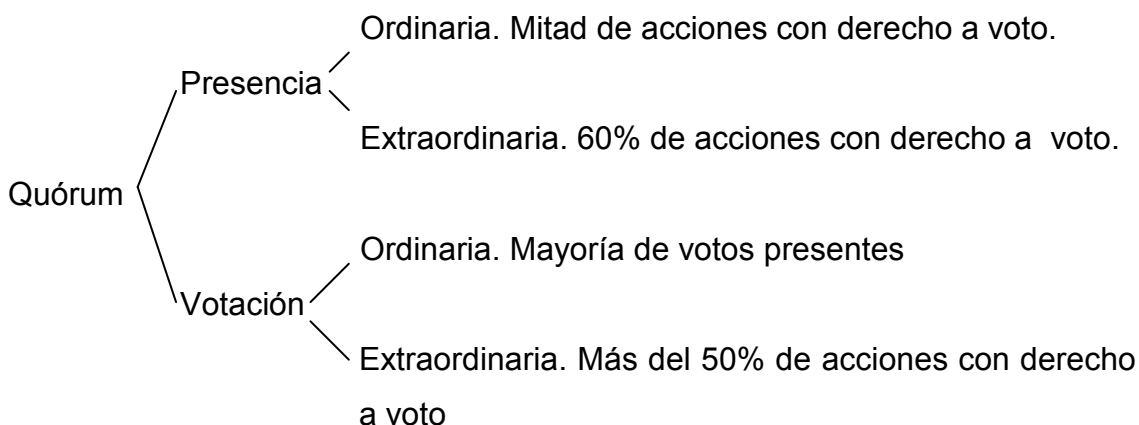 Ordinaria. Mitad de acciones con derecho a voto.
Presencia
Extraordinaria. 60% de acciones con derecho a voto.
Quórum
Ordinaria. Mayoría de votos presentes
Votación
Extraordinaria. Más del 50% de acciones con derecho
a voto